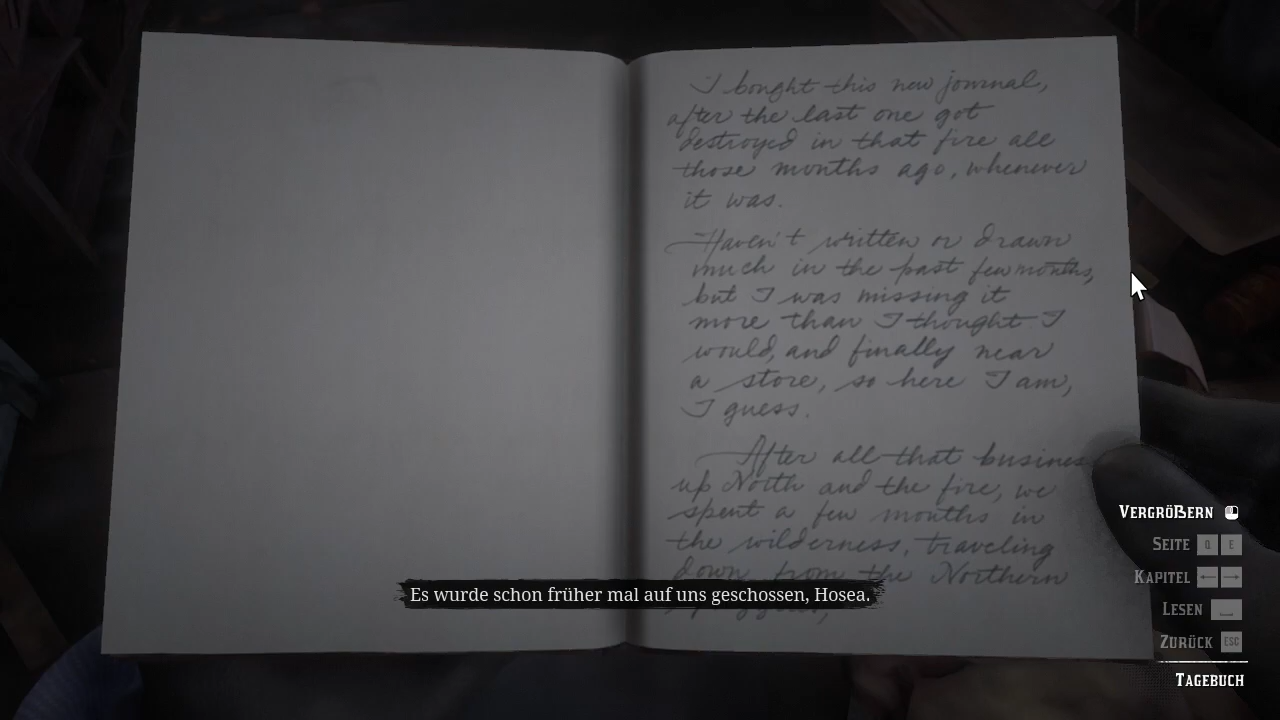 I bought this new journal,
after the last one got
destroyed in that fire all
those months ago, whenever
it was.
Haven't written or drawn
much in the past few months,
but I was missing it
more than I thought I
would, and finally near
a store, so here I am,
I guess.
After all that busines
up North and the fire, we
spent a few months in
the wilderness, traveling
down from the Northern
Es wurde schon früher mal auf uns geschossen, Hosea.
VERGRÖẞERN
SEITE Q E
KAPITEL ← →
LESEN
ZURÜCK ESC
TAGEBUCH